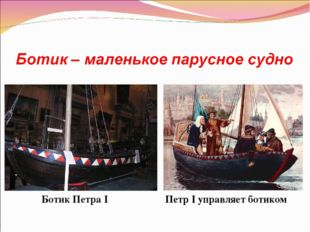 Ботик – маленькое парусное судно
Ботик Петра I
Петр I управляет ботиком